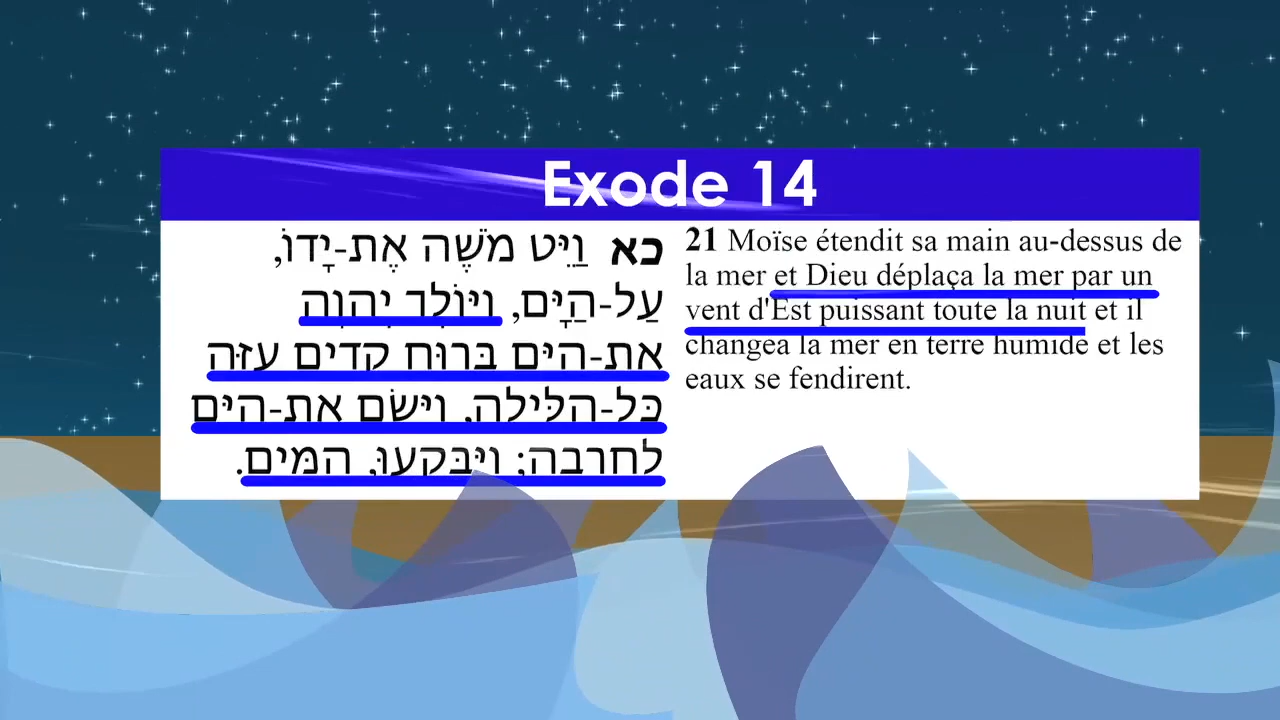 Exode 14
כא וַיֵּט מֹשֶׁה אֶת-יָדוֹ,
עַל-הַיָּם, וַיּוֹלֶךְ יְהוָה
אֶת-הַיָּם בְּרוּחַ קָדִים עַזָּה
כָּל-הַלַּיְלָה, וַיָּשֶׂם אֶת-הַיָּם
לֶחָרָבָה; וַיִּבָּקְעוּ, הַמָּיִם.
21 Moïse étendit sa main au-dessus de
la mer et Dieu déplaça la mer par un
vent d'Est puissant toute la nuit et il
changea la mer en terre humide et les
eaux se fendirent.